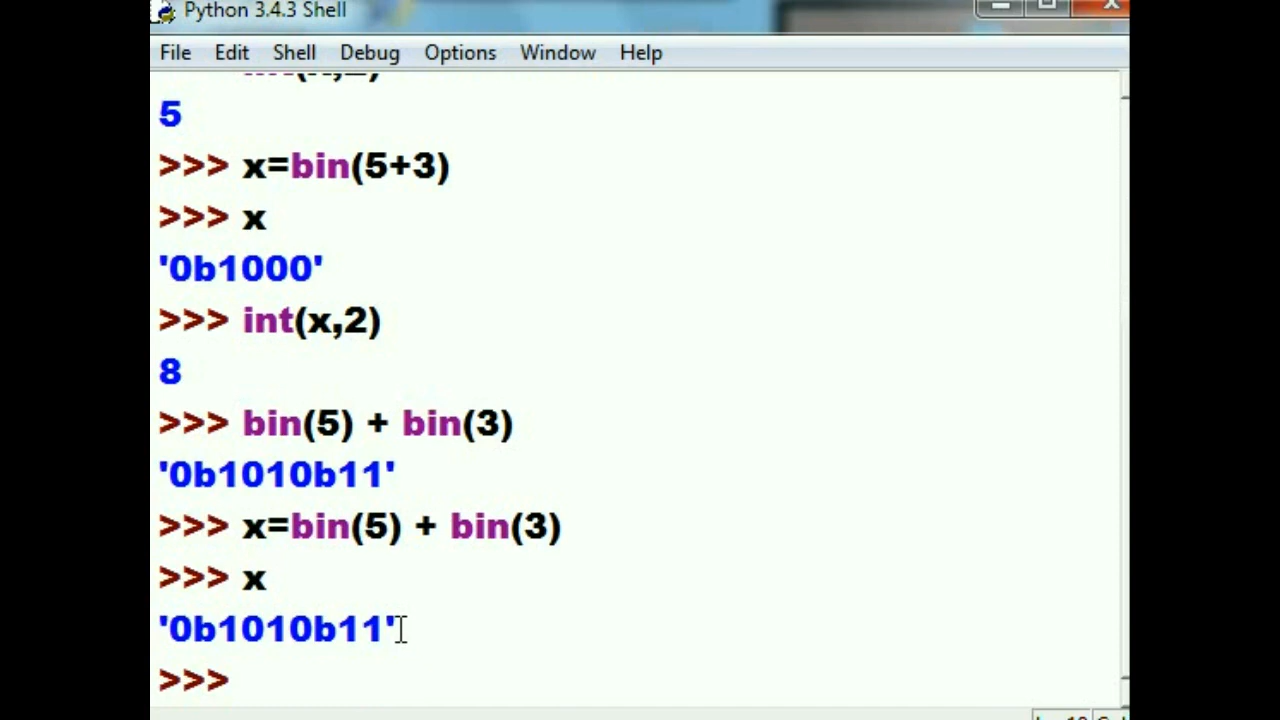 Python 3.4.3 Shell
File Edit Shell Debug Options Window Help
5
>>> x=bin(5+3)
>>> x
'0b1000'
>>> int(x,2)
8
>>> bin(5) + bin(3)
'0b1010b11'
>>> x=bin(5) + bin(3)
>>> x
'0b1010b11'
>>>